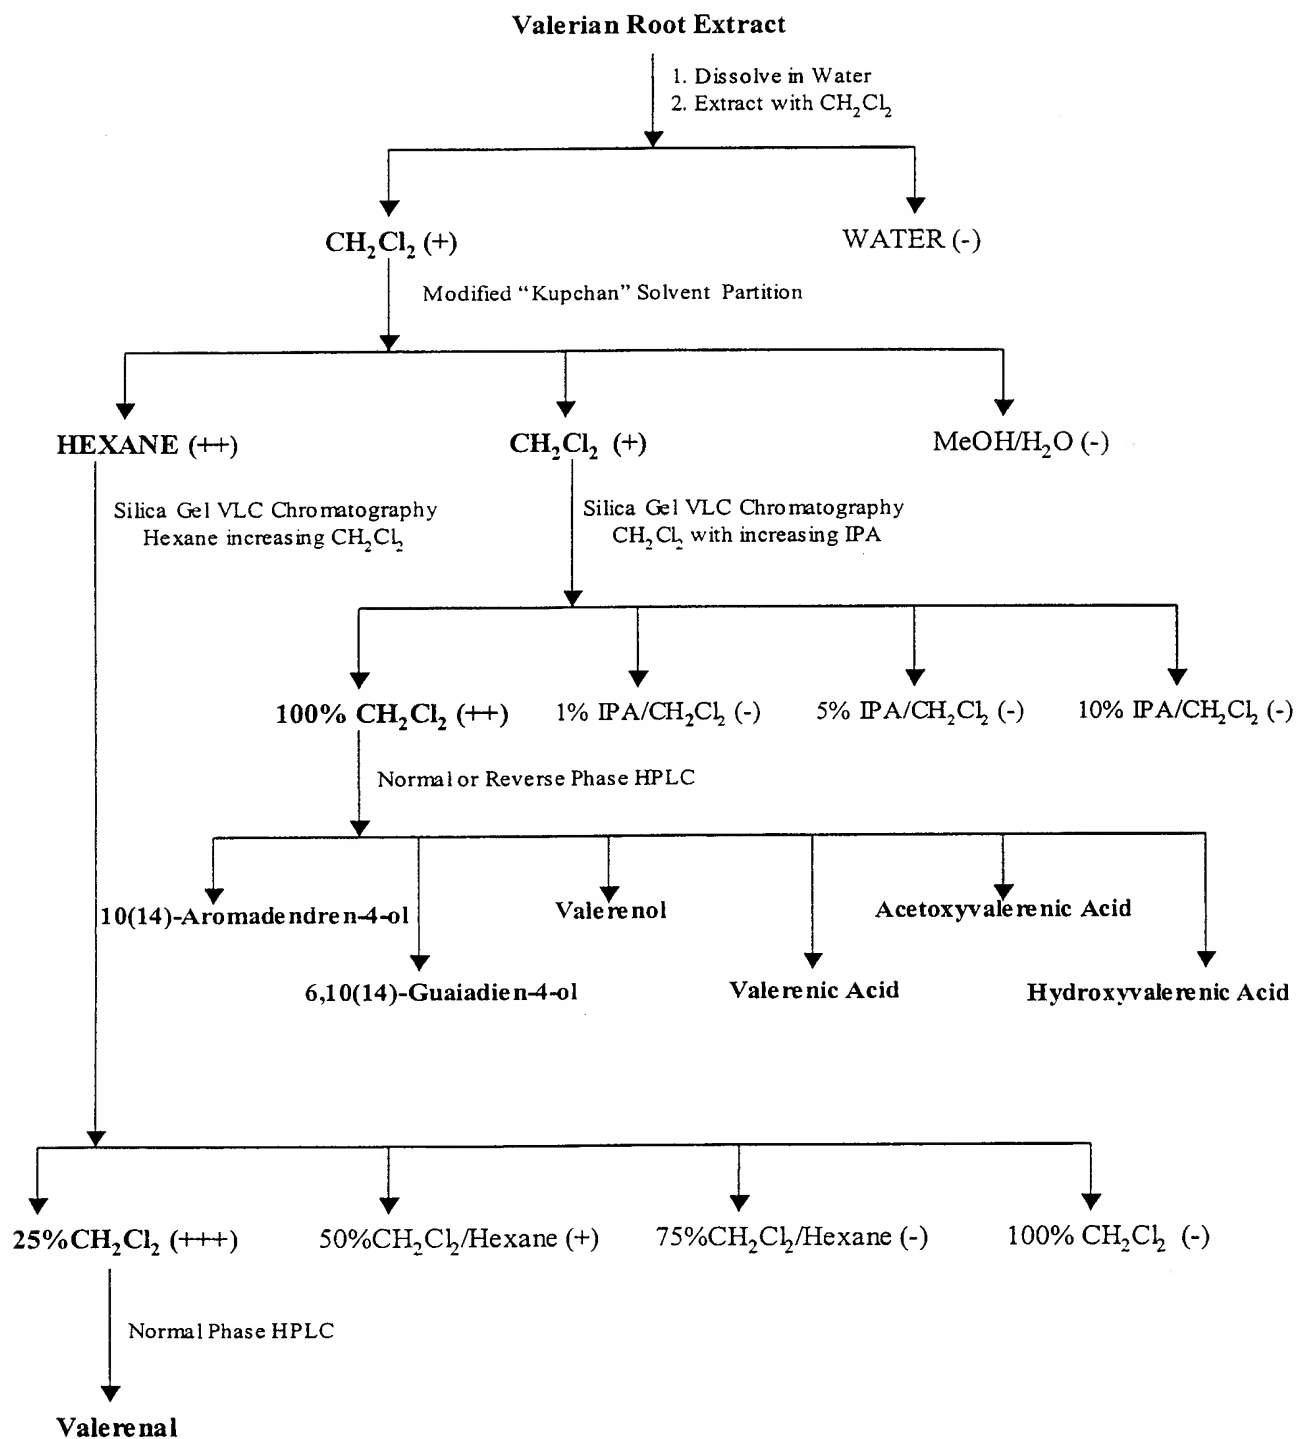 Valerian Root Extract
1. Dissolve in Water
2. Extract with CH₂Cl₂
CH₂Cl₂ (+)
WATER (-)
Modified “Kupchan” Solvent Partition
HEXANE (++)
CH₂Cl₂ (+)
MeOH/H₂O (-)
Silica Gel VLC Chromatography
Hexane increasing CH₂Cl₂
Silica Gel VLC Chromatography
CH₂Cl₂ with increasing IPA
100% CH₂Cl₂ (++)
1% IPA/CH₂Cl₂ (-)
5% IPA/CH₂Cl₂ (-)
10% IPA/CH₂Cl₂ (-)
Normal or Reverse Phase HPLC
10(14)-Aromadendren-4-ol
Valerenol
Acetoxyvalerenic Acid
6,10(14)-Guaiadien-4-ol
Valerenic Acid
Hydroxyvalerenic Acid
25%CH₂Cl₂ (+++)
50%CH₂Cl₂/Hexane (+)
75%CH₂Cl₂/Hexane (-)
100% CH₂Cl₂ (-)
Normal Phase HPLC
Valerenal